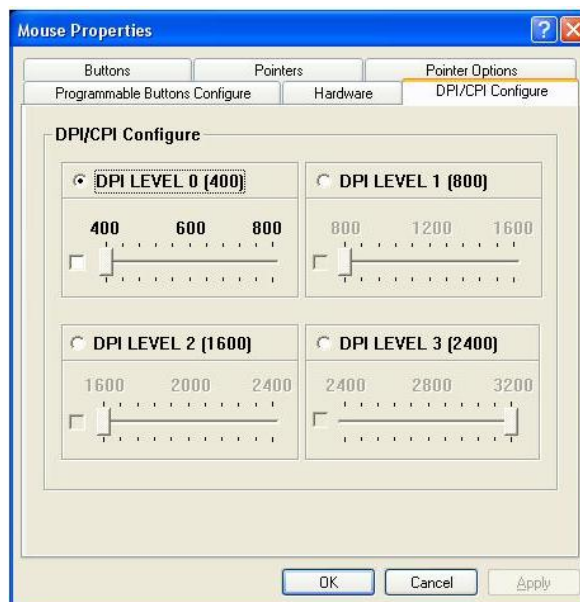 Mouse Properties
Buttons Pointers Pointer Options
Programmable Buttons Configure Hardware DPI/CPI Configure
DPI/CPI Configure
DPI LEVEL 0 (400) DPI LEVEL 1 (800)
400 600 800 800 1200 1600
DPI LEVEL 2 (1600) DPI LEVEL 3 (2400)
1600 2000 2400 2400 2800 3200
OK Cancel Apply